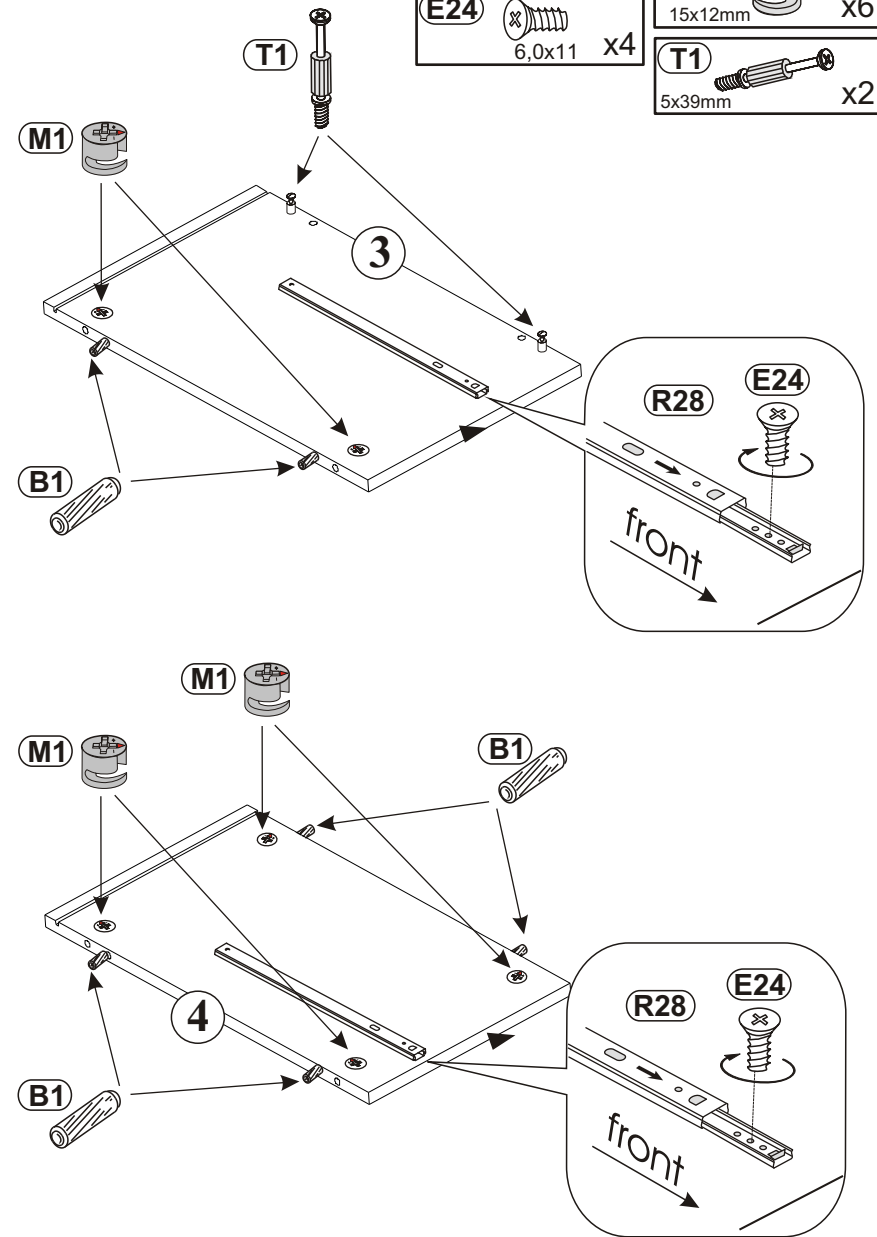 E24
6,0x11 x4
15x12mm x6
T1
5x39mm x2
T1
M1
3
E24
R28
B1
front
M1
M1
B1
E24
R28
4
B1
front